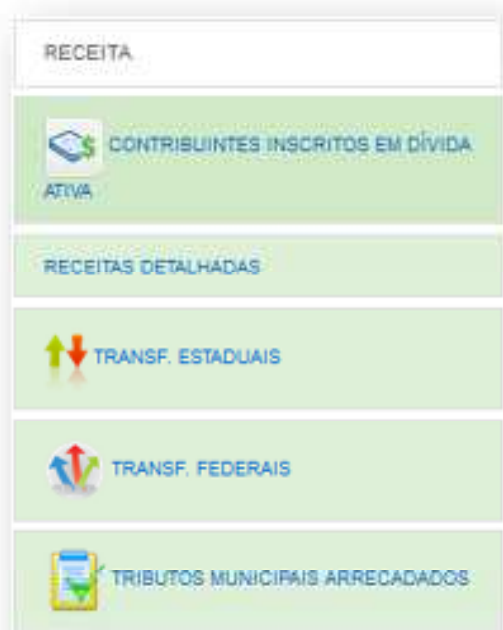 RECEITA
CONTRIBUINTES INSCRITOS EM DÍVIDA
ATIVA
RECEITAS DETALHADAS
TRANSF. ESTADUAIS
TRANSF. FEDERAIS
TRIBUTOS MUNICIPAIS ARRECADADOS